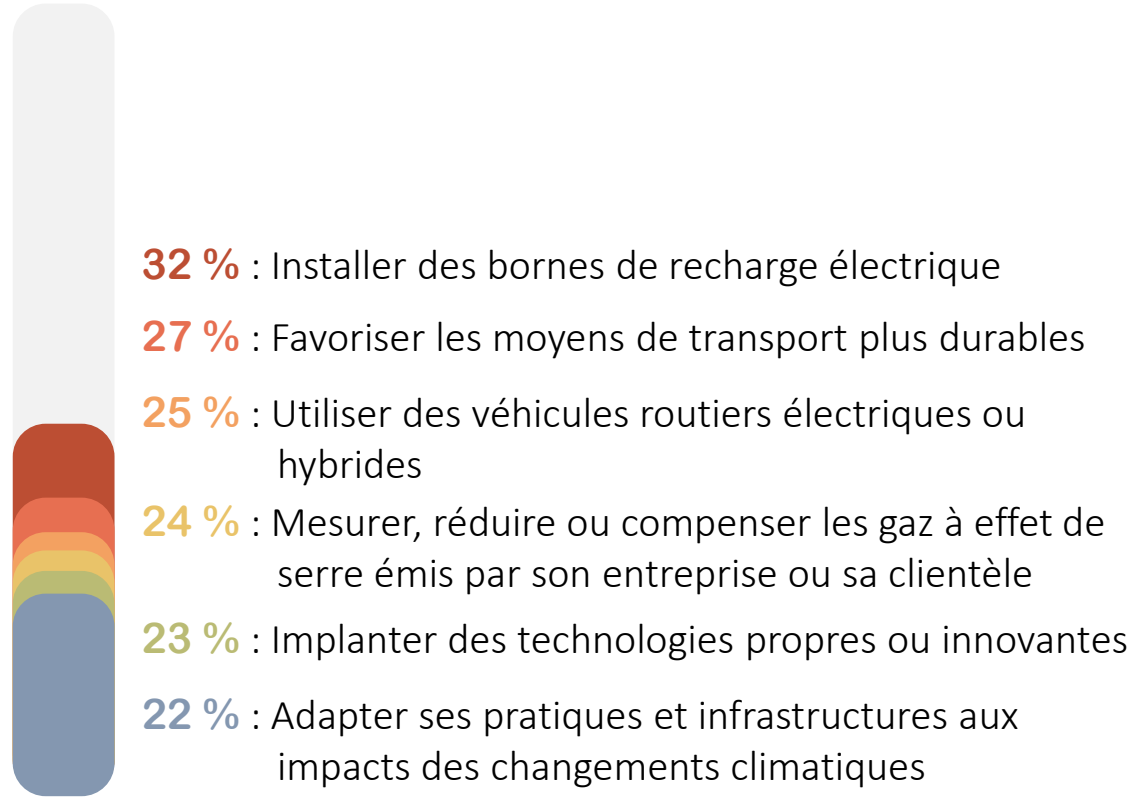 32 % : Installer des bornes de recharge électrique
27 % : Favoriser les moyens de transport plus durables
25 % : Utiliser des véhicules routiers électriques ou
hybrides
24 % : Mesurer, réduire ou compenser les gaz à effet de
serre émis par son entreprise ou sa clientèle
23 % : Implanter des technologies propres ou innovantes
22 % : Adapter ses pratiques et infrastructures aux
impacts des changements climatiques